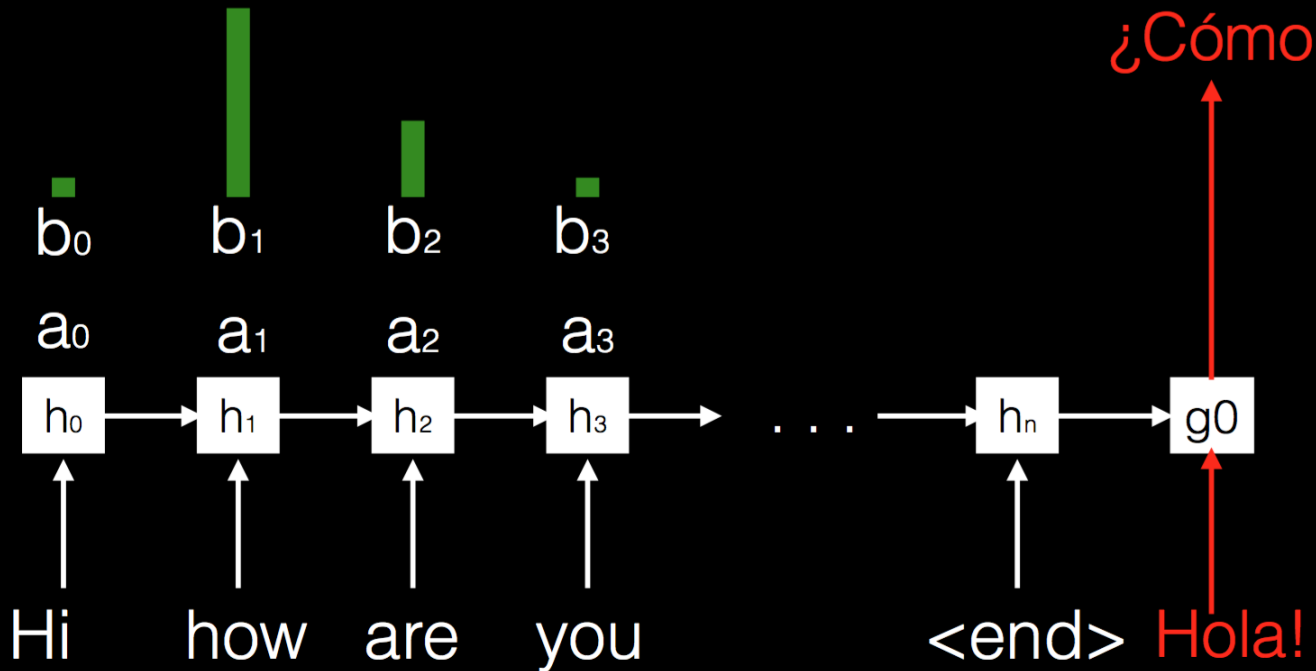 ¿Cómo
b₀ b₁ b₂ b₃
a₀ a₁ a₂ a₃
h₀ h₁ h₂ h₃ . . . hₙ g0
Hi how are you <end> Hola!